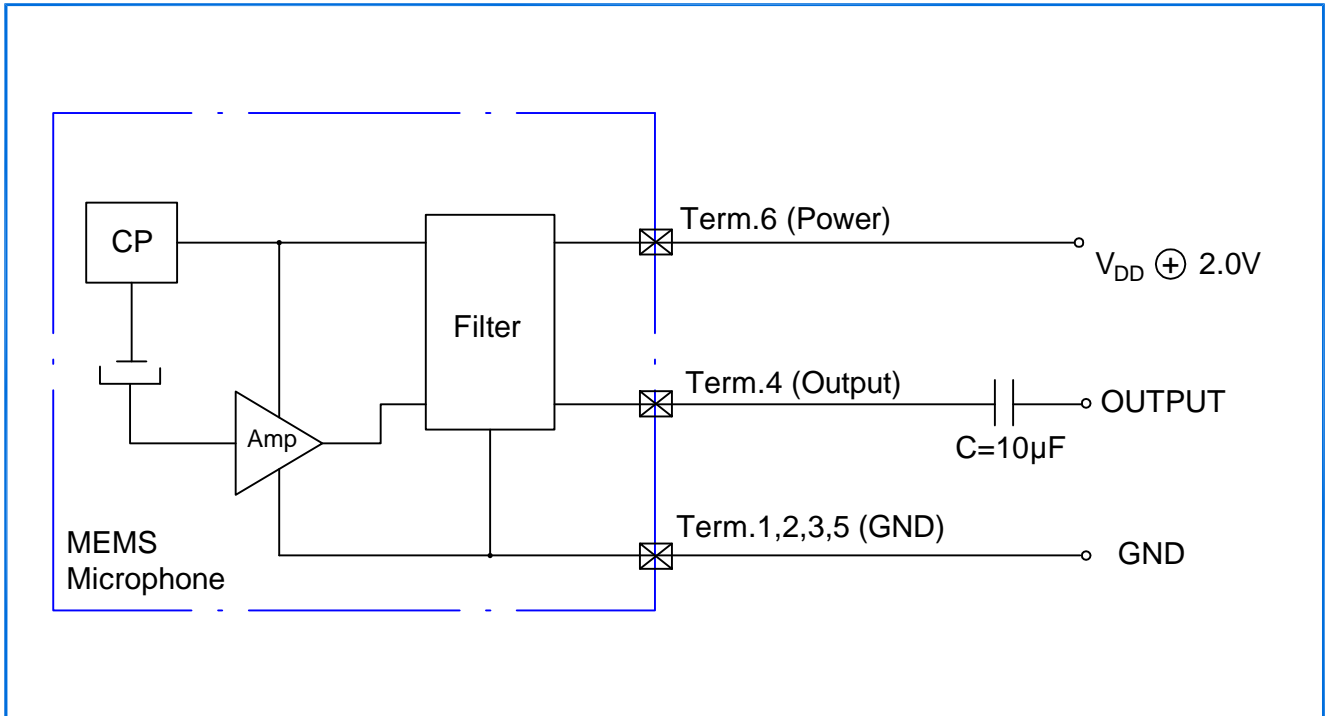 CP
Filter
Amp
MEMS
Microphone
Term.6 (Power)
VDD ⊕ 2.0V
Term.4 (Output)
OUTPUT
C=10µF
Term.1,2,3,5 (GND)
GND